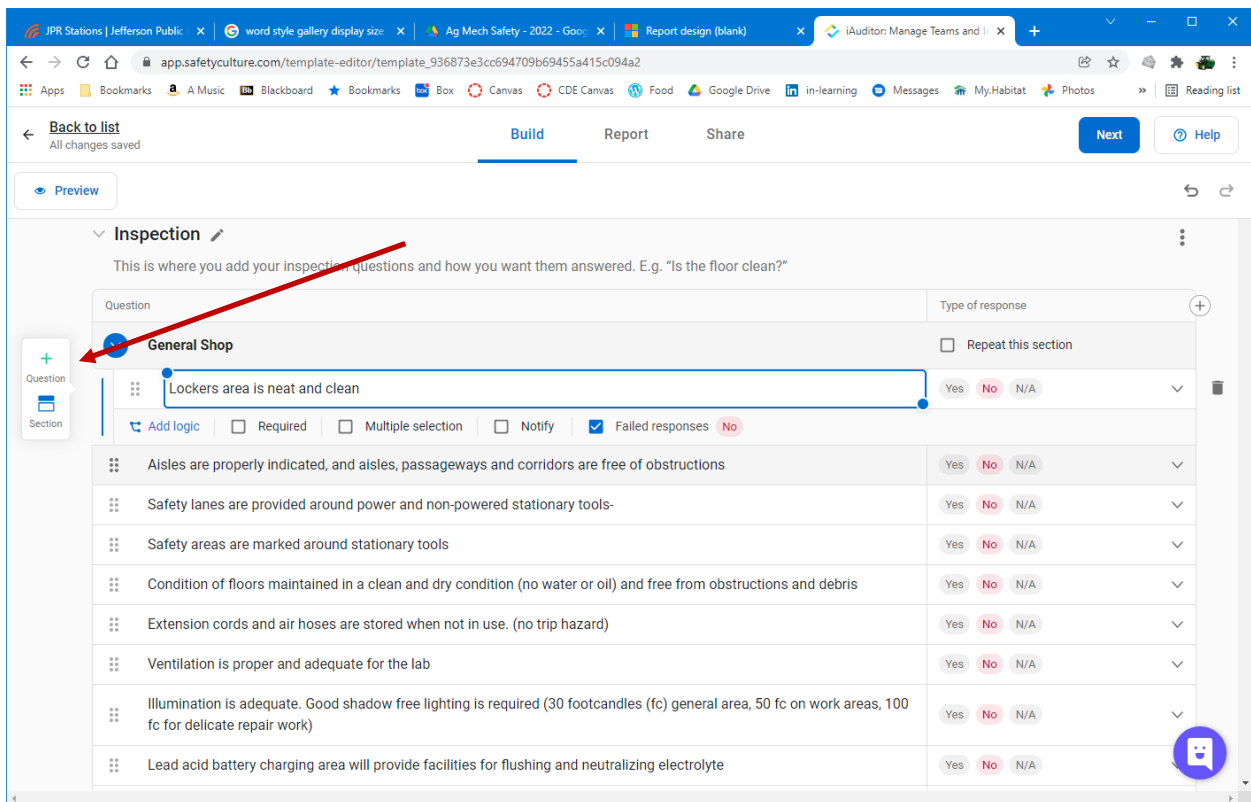 JPR Stations | Jefferson Public
word style gallery display size
Ag Mech Safety - 2022 - Goog
Report design (blank)
iAuditor: Manage Teams and I
app.safetyculture.com/template-editor/template_936873e3cc694709b69455a415c094a2
Apps Bookmarks A Music Blackboard Bookmarks Box Canvas CDE Canvas Food Google Drive in-learning Messages My.Habitat Photos » Reading list
Back to list
All changes saved
Build Report Share
Next Help
Preview
Inspection
This is where you add your inspection questions and how you want them answered. E.g. “Is the floor clean?”
Question Type of response
General Shop Repeat this section
Question
Section
Lockers area is neat and clean Yes No N/A
Add logic Required Multiple selection Notify Failed responses No
Aisles are properly indicated, and aisles, passageways and corridors are free of obstructions Yes No N/A
Safety lanes are provided around power and non-powered stationary tools- Yes No N/A
Safety areas are marked around stationary tools Yes No N/A
Condition of floors maintained in a clean and dry condition (no water or oil) and free from obstructions and debris Yes No N/A
Extension cords and air hoses are stored when not in use. (no trip hazard) Yes No N/A
Ventilation is proper and adequate for the lab Yes No N/A
Illumination is adequate. Good shadow free lighting is required (30 footcandles (fc) general area, 50 fc on work areas, 100
fc for delicate repair work) Yes No N/A
Lead acid battery charging area will provide facilities for flushing and neutralizing electrolyte Yes No N/A